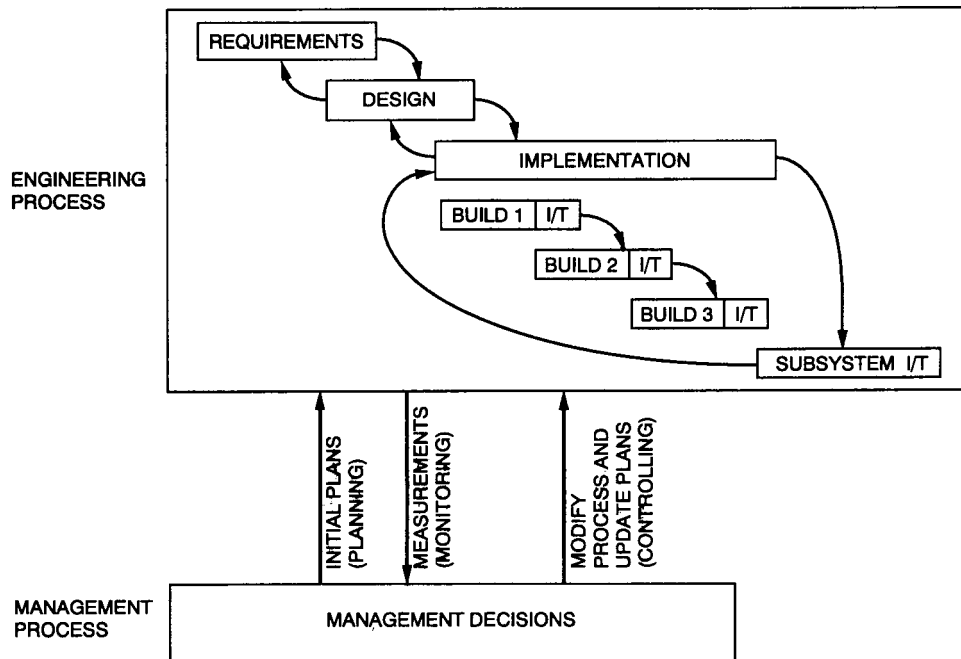 REQUIREMENTS
DESIGN
IMPLEMENTATION
ENGINEERING
PROCESS
BUILD 1 I/T
BUILD 2 I/T
BUILD 3 I/T
SUBSYSTEM I/T
INITIAL PLANS
(PLANNING)
MEASUREMENTS
(MONITORING)
MODIFY
PROCESS AND
UPDATE PLANS
(CONTROLLING)
MANAGEMENT
PROCESS
MANAGEMENT DECISIONS